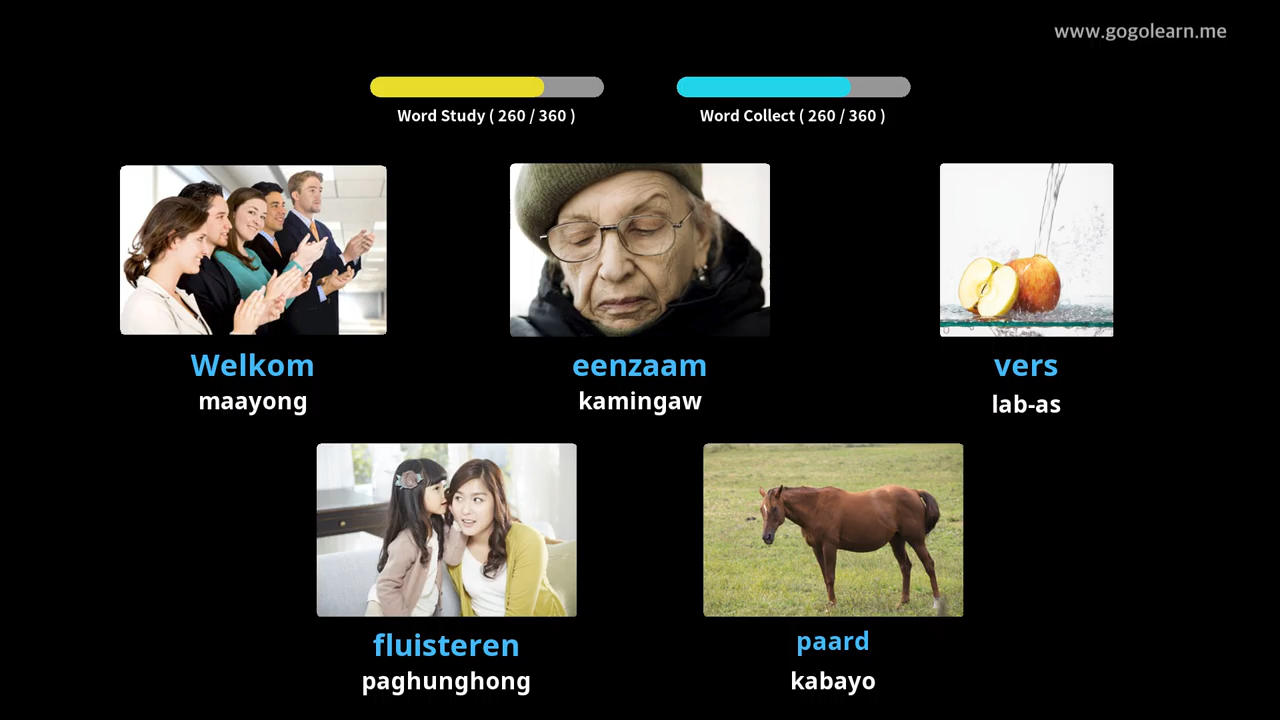 www.gogolearn.me
Word Study ( 260 / 360 )
Word Collect ( 260 / 360 )
Welkom
maayong
eenzaam
kamingaw
vers
lab-as
fluisteren
paghunghong
paard
kabayo